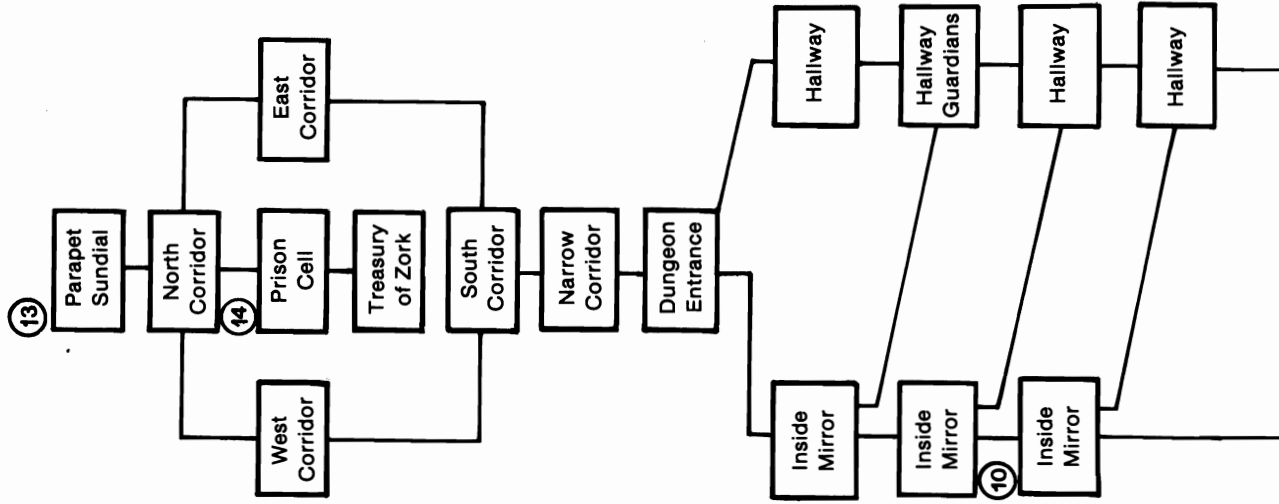 13
Parapet
Sundial
North
Corridor
East
Corridor
14
Prison
Cell
West
Corridor
Treasury
of Zork
South
Corridor
Narrow
Corridor
Dungeon
Entrance
Hallway
Hallway
Guardians
Hallway
Hallway
Inside
Mirror
Inside
Mirror
10
Inside
Mirror